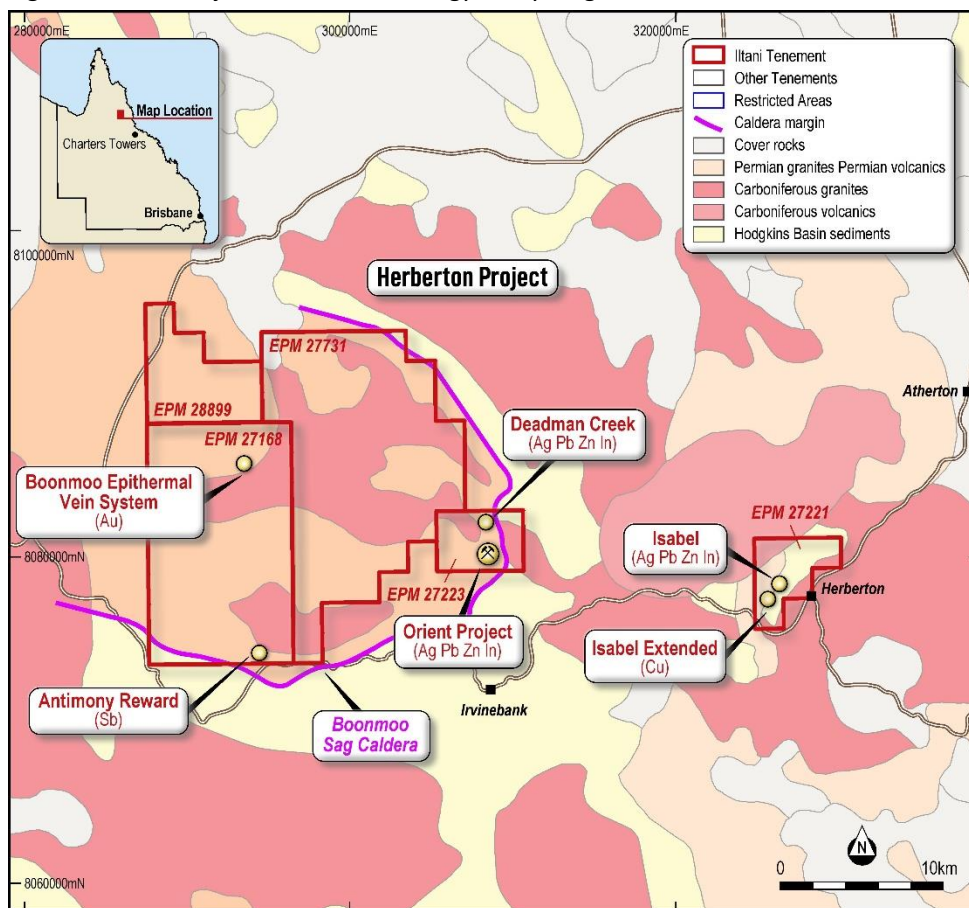 280000mE
300000mE
320000mE
Map Location
Charters Towers
Brisbane
Iltani Tenement
Other Tenements
Restricted Areas
Caldera margin
Cover rocks
Permian granites Permian volcanics
Carboniferous granites
Carboniferous volcanics
Hodgkins Basin sediments
8100000mN
Herberton Project
EPM 27731
Atherton
EPM 28899
EPM 27168
Deadman Creek
(Ag Pb Zn In)
Boonmoo Epithermal
Vein System
(Au)
EPM 27221
Isabel
(Ag Pb Zn In)
8080000mN
EPM 27223
Herberton
Orient Project
(Ag Pb Zn In)
Isabel Extended
(Cu)
Antimony Reward
(Sb)
Irvinebank
Boonmoo
Sag Caldera
N
0
10km
8060000mN